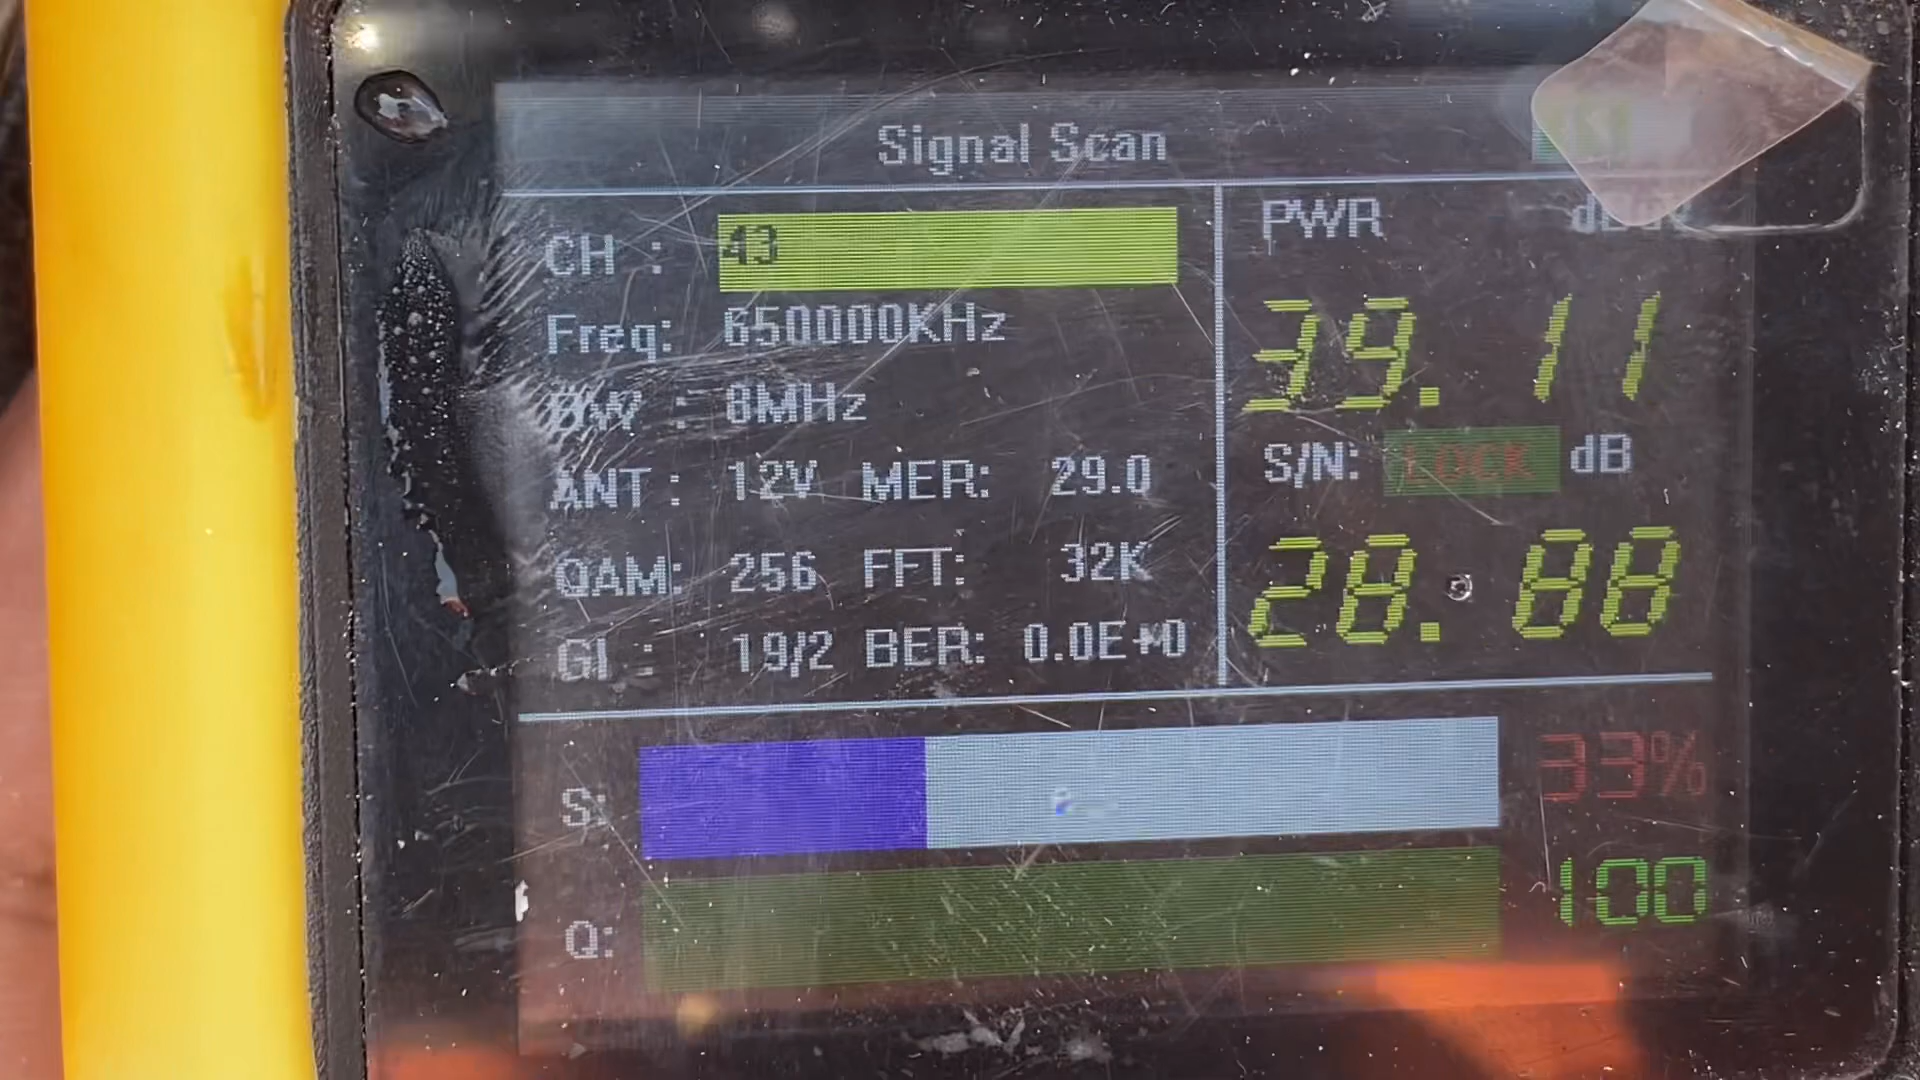 Signal Scan
CH : 43
Freq: 650000KHz
BW : 8MHz
ANT : 12V MER: 29.0
QAM: 256 FFT: 32K
GI : 19/2 BER: 0.0E+0
PWR
39.11
S/N: LOCK dB
28.88
S: 33%
Q: 100